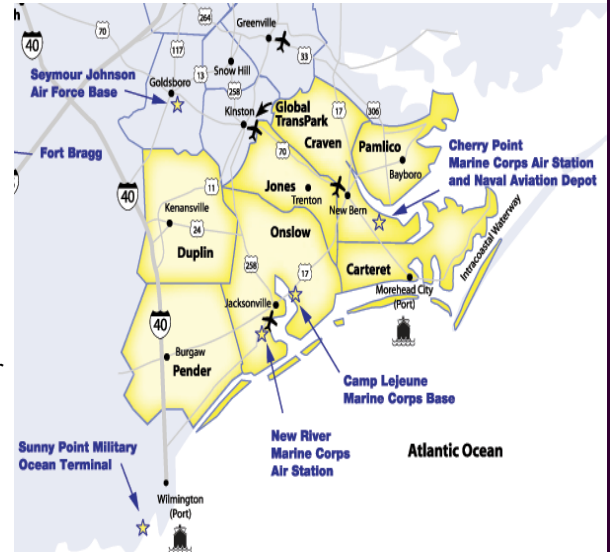 h
70
264
Greenville
40
117
33
Seymour Johnson
Air Force Base
Goldsboro
13
Snow Hill
258
Kinston
Global
TransPark
17
306
Craven
Pamlico
Cherry Point
Marine Corps Air Station
and Naval Aviation Depot
Fort Bragg
70
Bayboro
40
11
Jones
Trenton
New Bern
Kenansville
24
Onslow
Duplin
Intracoastal Waterway
258
17
Carteret
Morehead City
(Port)
Jacksonville
40
Burgaw
Pender
Camp Lejeune
Marine Corps Base
New River
Marine Corps
Air Station
Atlantic Ocean
Sunny Point Military
Ocean Terminal
Wilmington
(Port)
258